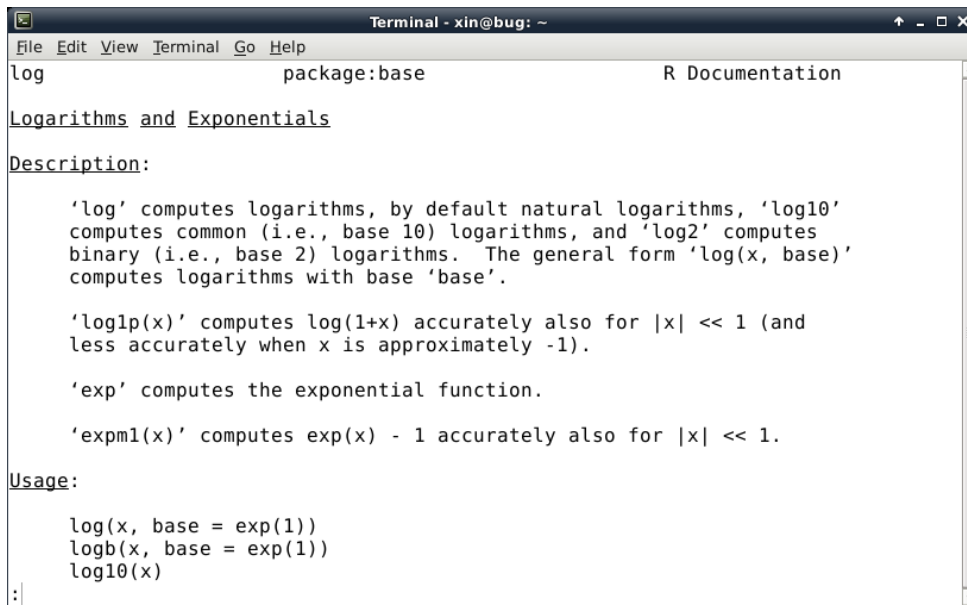 Terminal - xin@bug: ~
File Edit View Terminal Go Help
log package:base R Documentation
Logarithms and Exponentials
Description:
‘log’ computes logarithms, by default natural logarithms, ‘log10’
computes common (i.e., base 10) logarithms, and ‘log2’ computes
binary (i.e., base 2) logarithms. The general form ‘log(x, base)’
computes logarithms with base ‘base’.
‘log1p(x)’ computes log(1+x) accurately also for |x| << 1 (and
less accurately when x is approximately -1).
‘exp’ computes the exponential function.
‘expm1(x)’ computes exp(x) - 1 accurately also for |x| << 1.
Usage:
log(x, base = exp(1))
logb(x, base = exp(1))
log10(x)
: